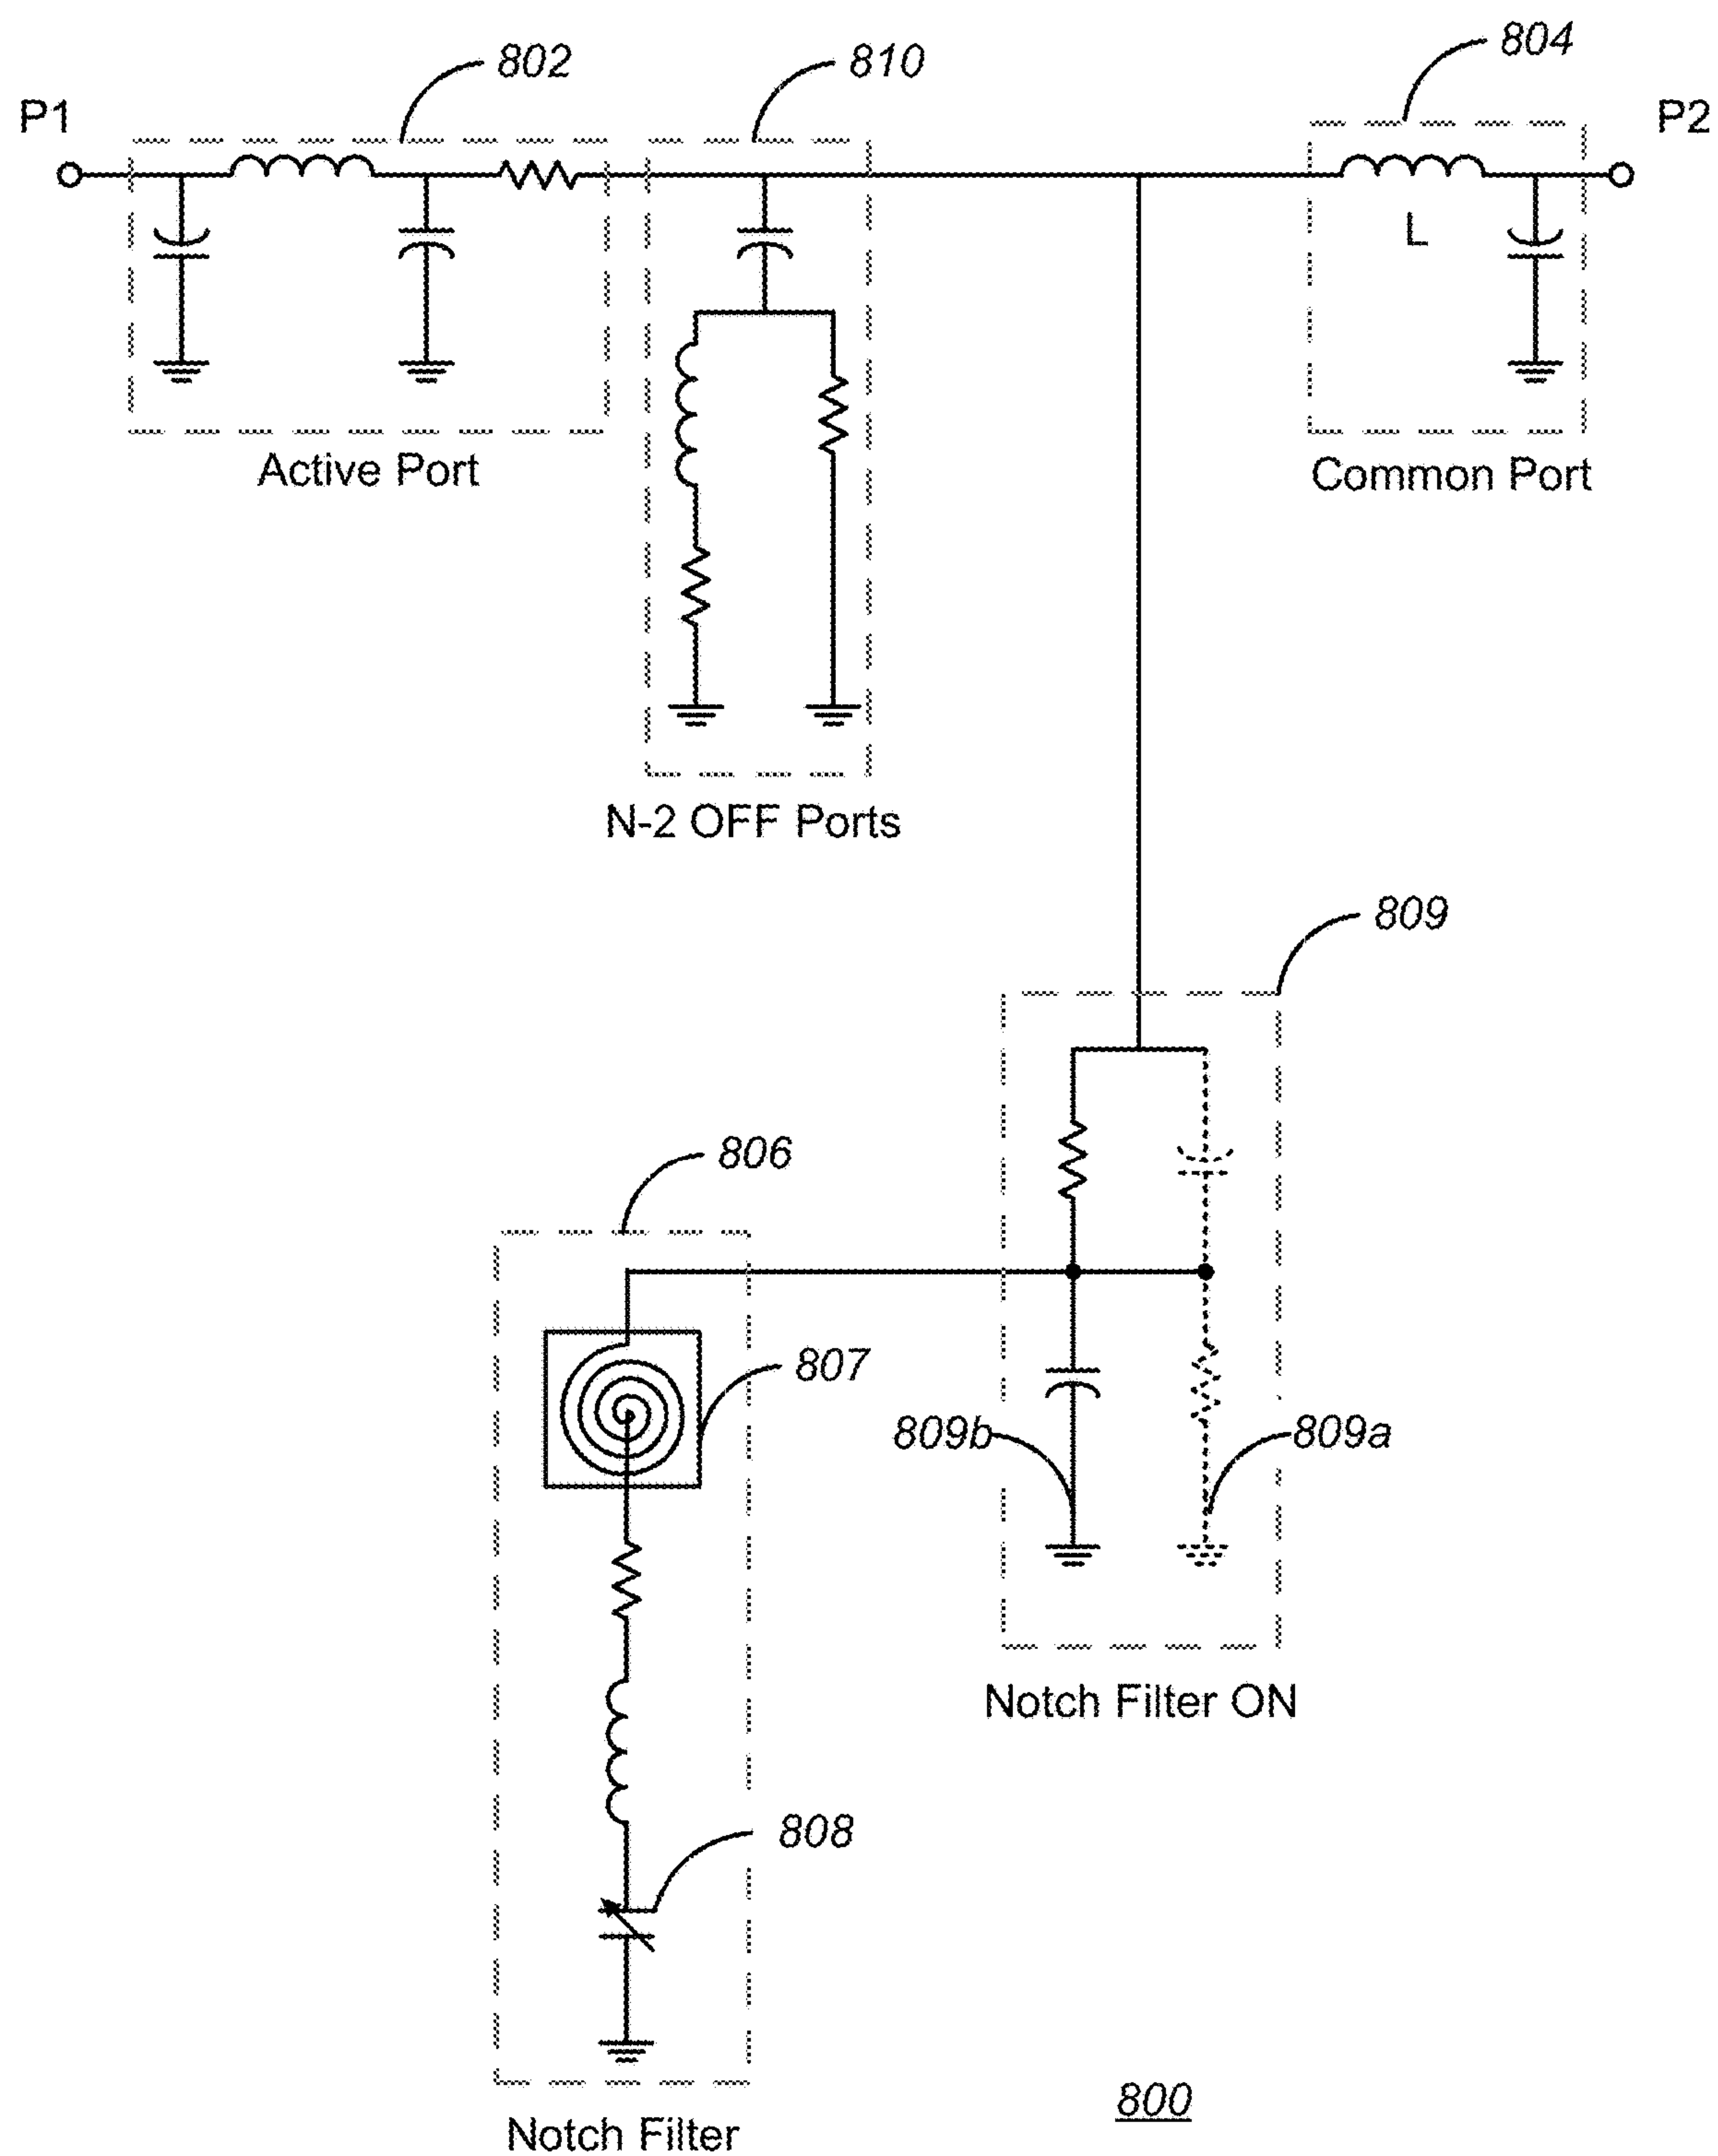 802
810
804
P1
P2
L
Active Port
Common Port
N-2 OFF Ports
809
806
807
809b
809a
Notch Filter ON
808
800
Notch Filter